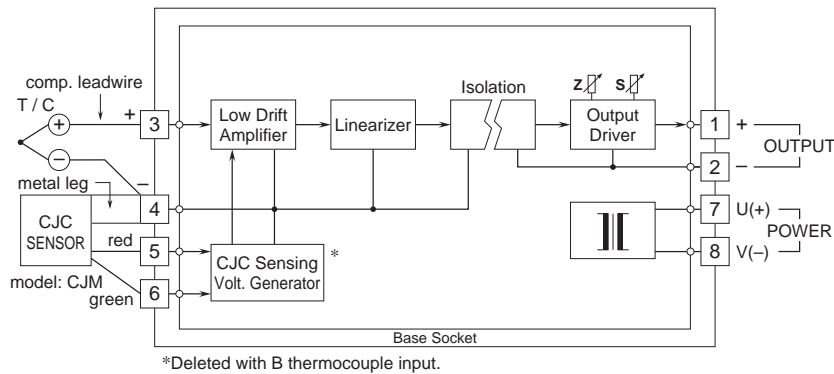 Isolation
comp. leadwire
T / C
Z
S
+
+
−
3
Low Drift
Amplifier
Linearizer
Output
Driver
1
+
OUTPUT
2
−
−
metal leg
4
CJC
SENSOR
red
5
model: CJM
green
6
CJC Sensing
Volt. Generator
*
7
U(+)
POWER
8
V(−)
Base Socket
*Deleted with B thermocouple input.